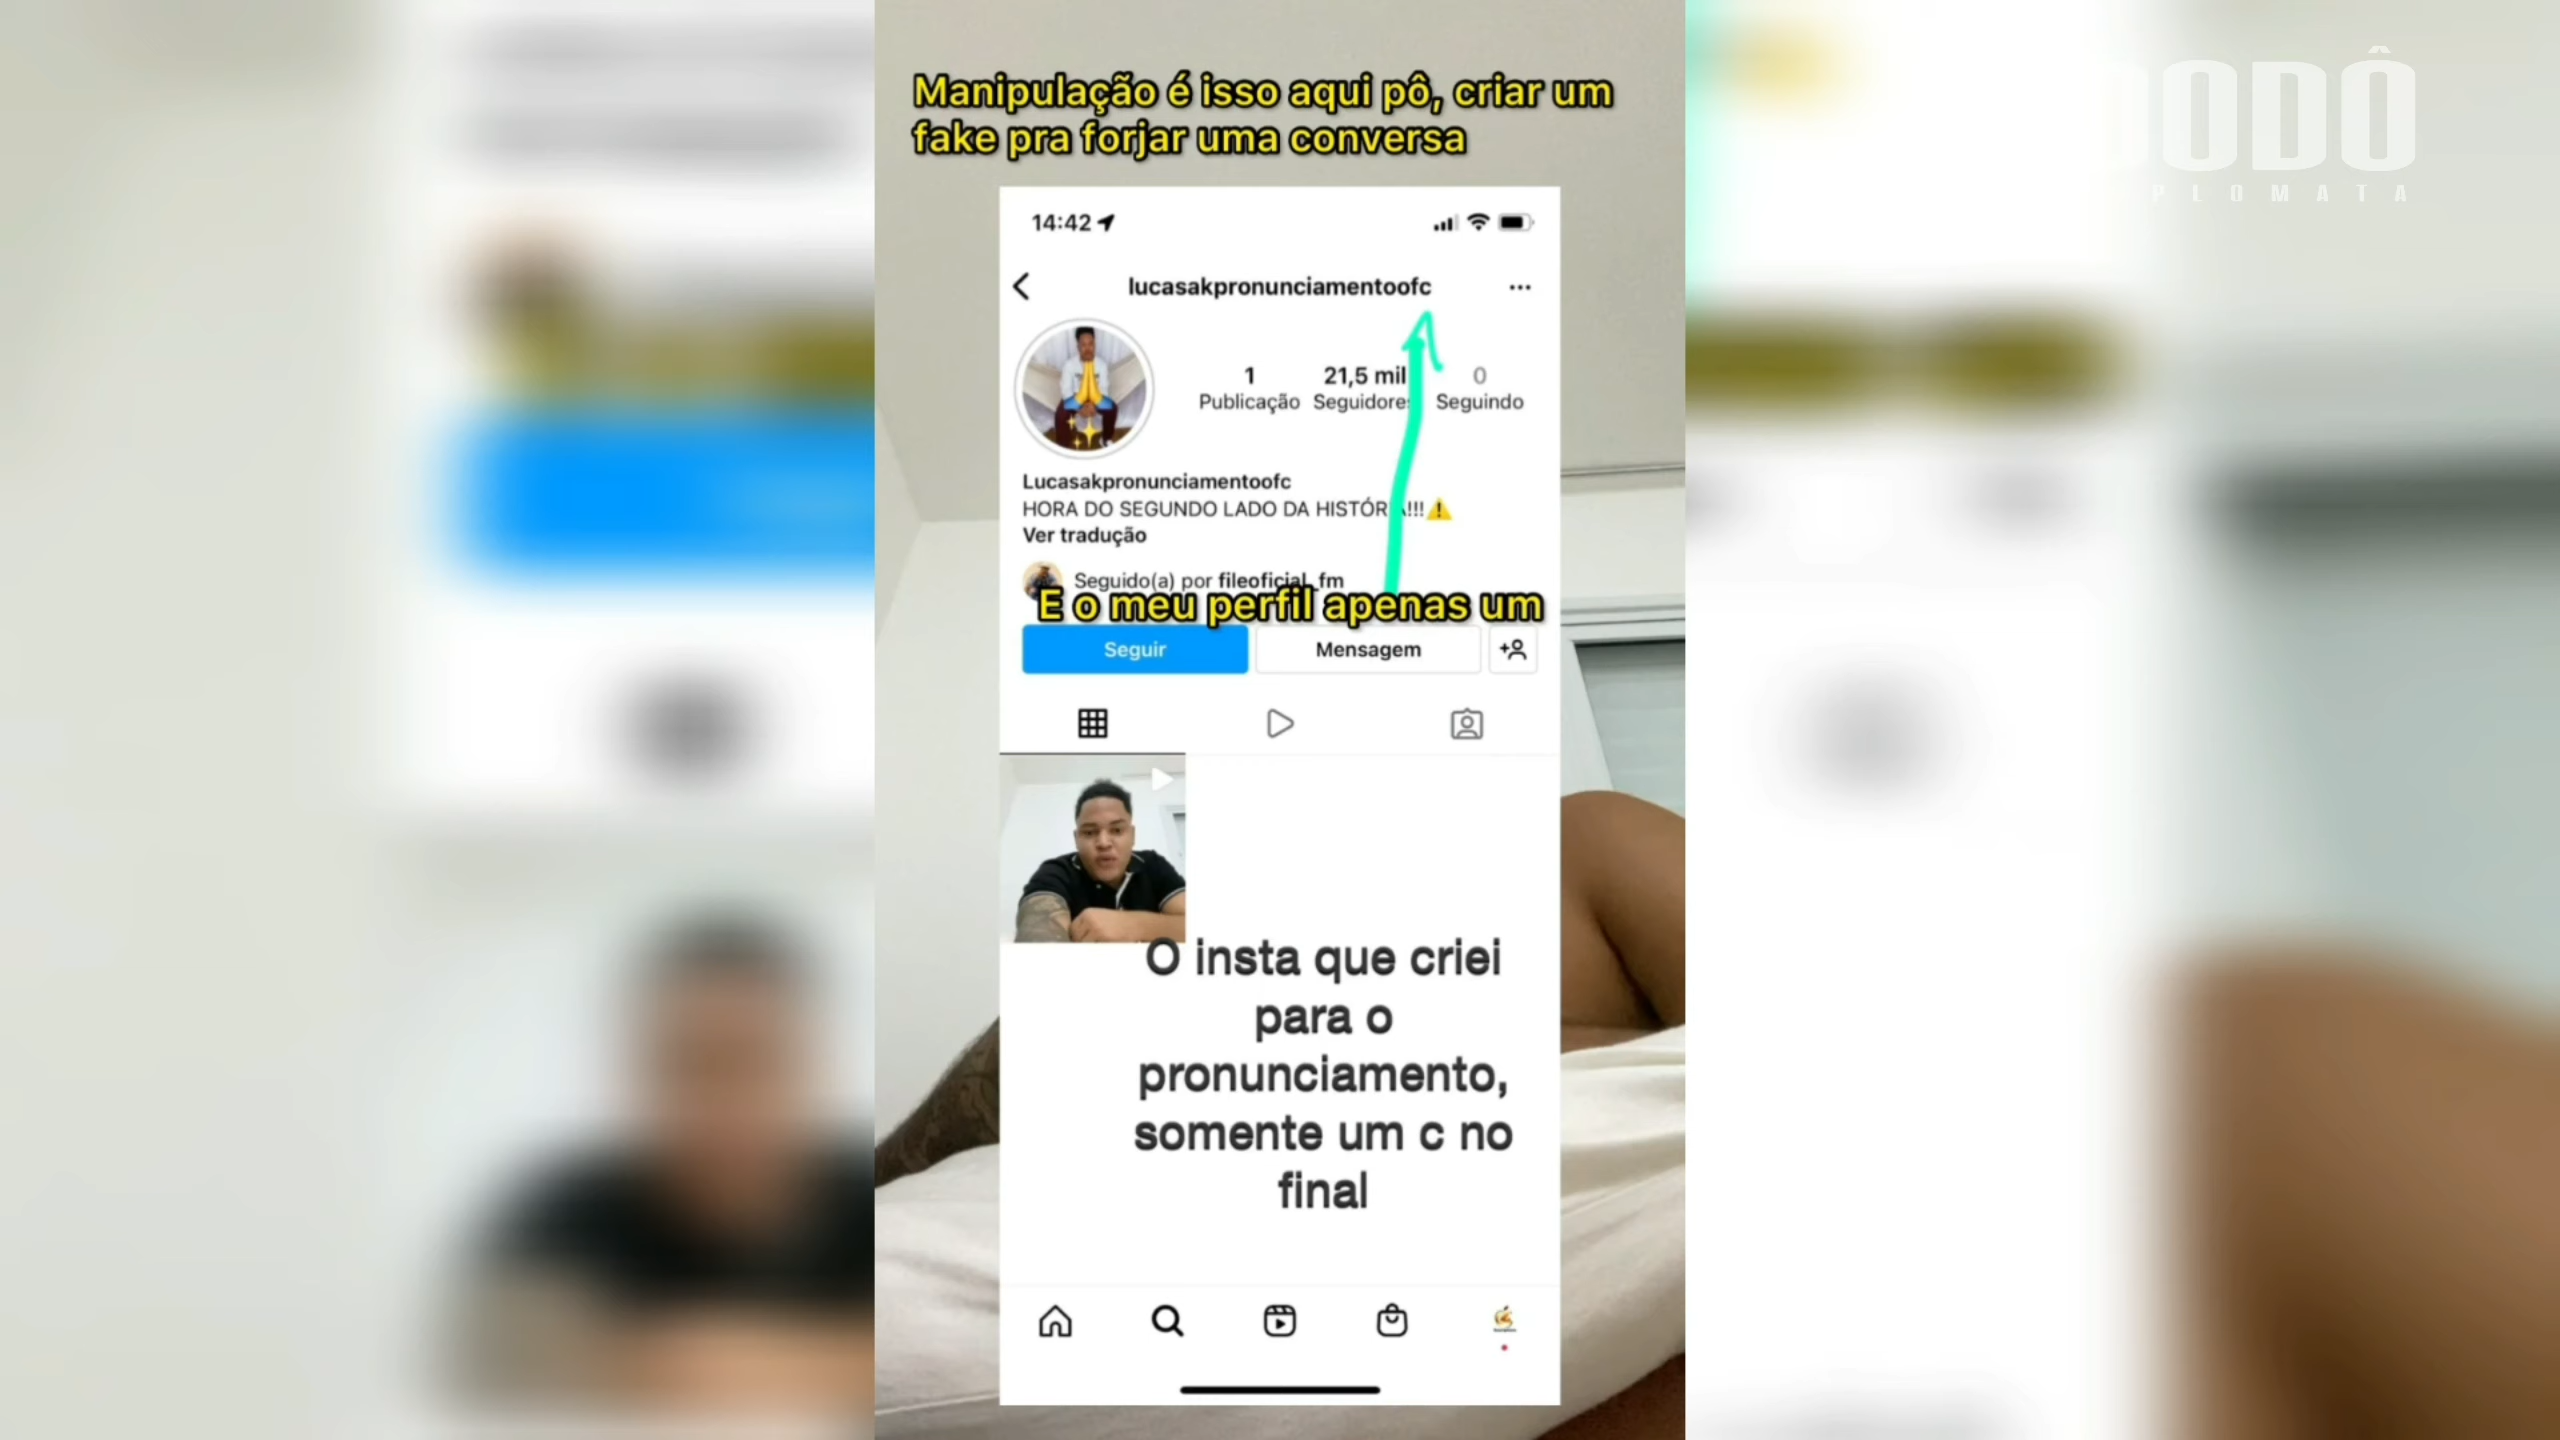 Manipulação é isso aqui pô, criar um
fake pra forjar uma conversa
14:42
lucasakpronunciamentoofc
1
Publicação
21,5 mil
Seguidores
0
Seguindo
Lucasakpronunciamentoofc
HORA DO SEGUNDO LADO DA HISTÓRIA!!!⚠️
Ver tradução
Seguido(a) por fileoficial_fm
E o meu perfil apenas um
Seguir
Mensagem
O insta que criei
para o
pronunciamento,
somente um c no
final